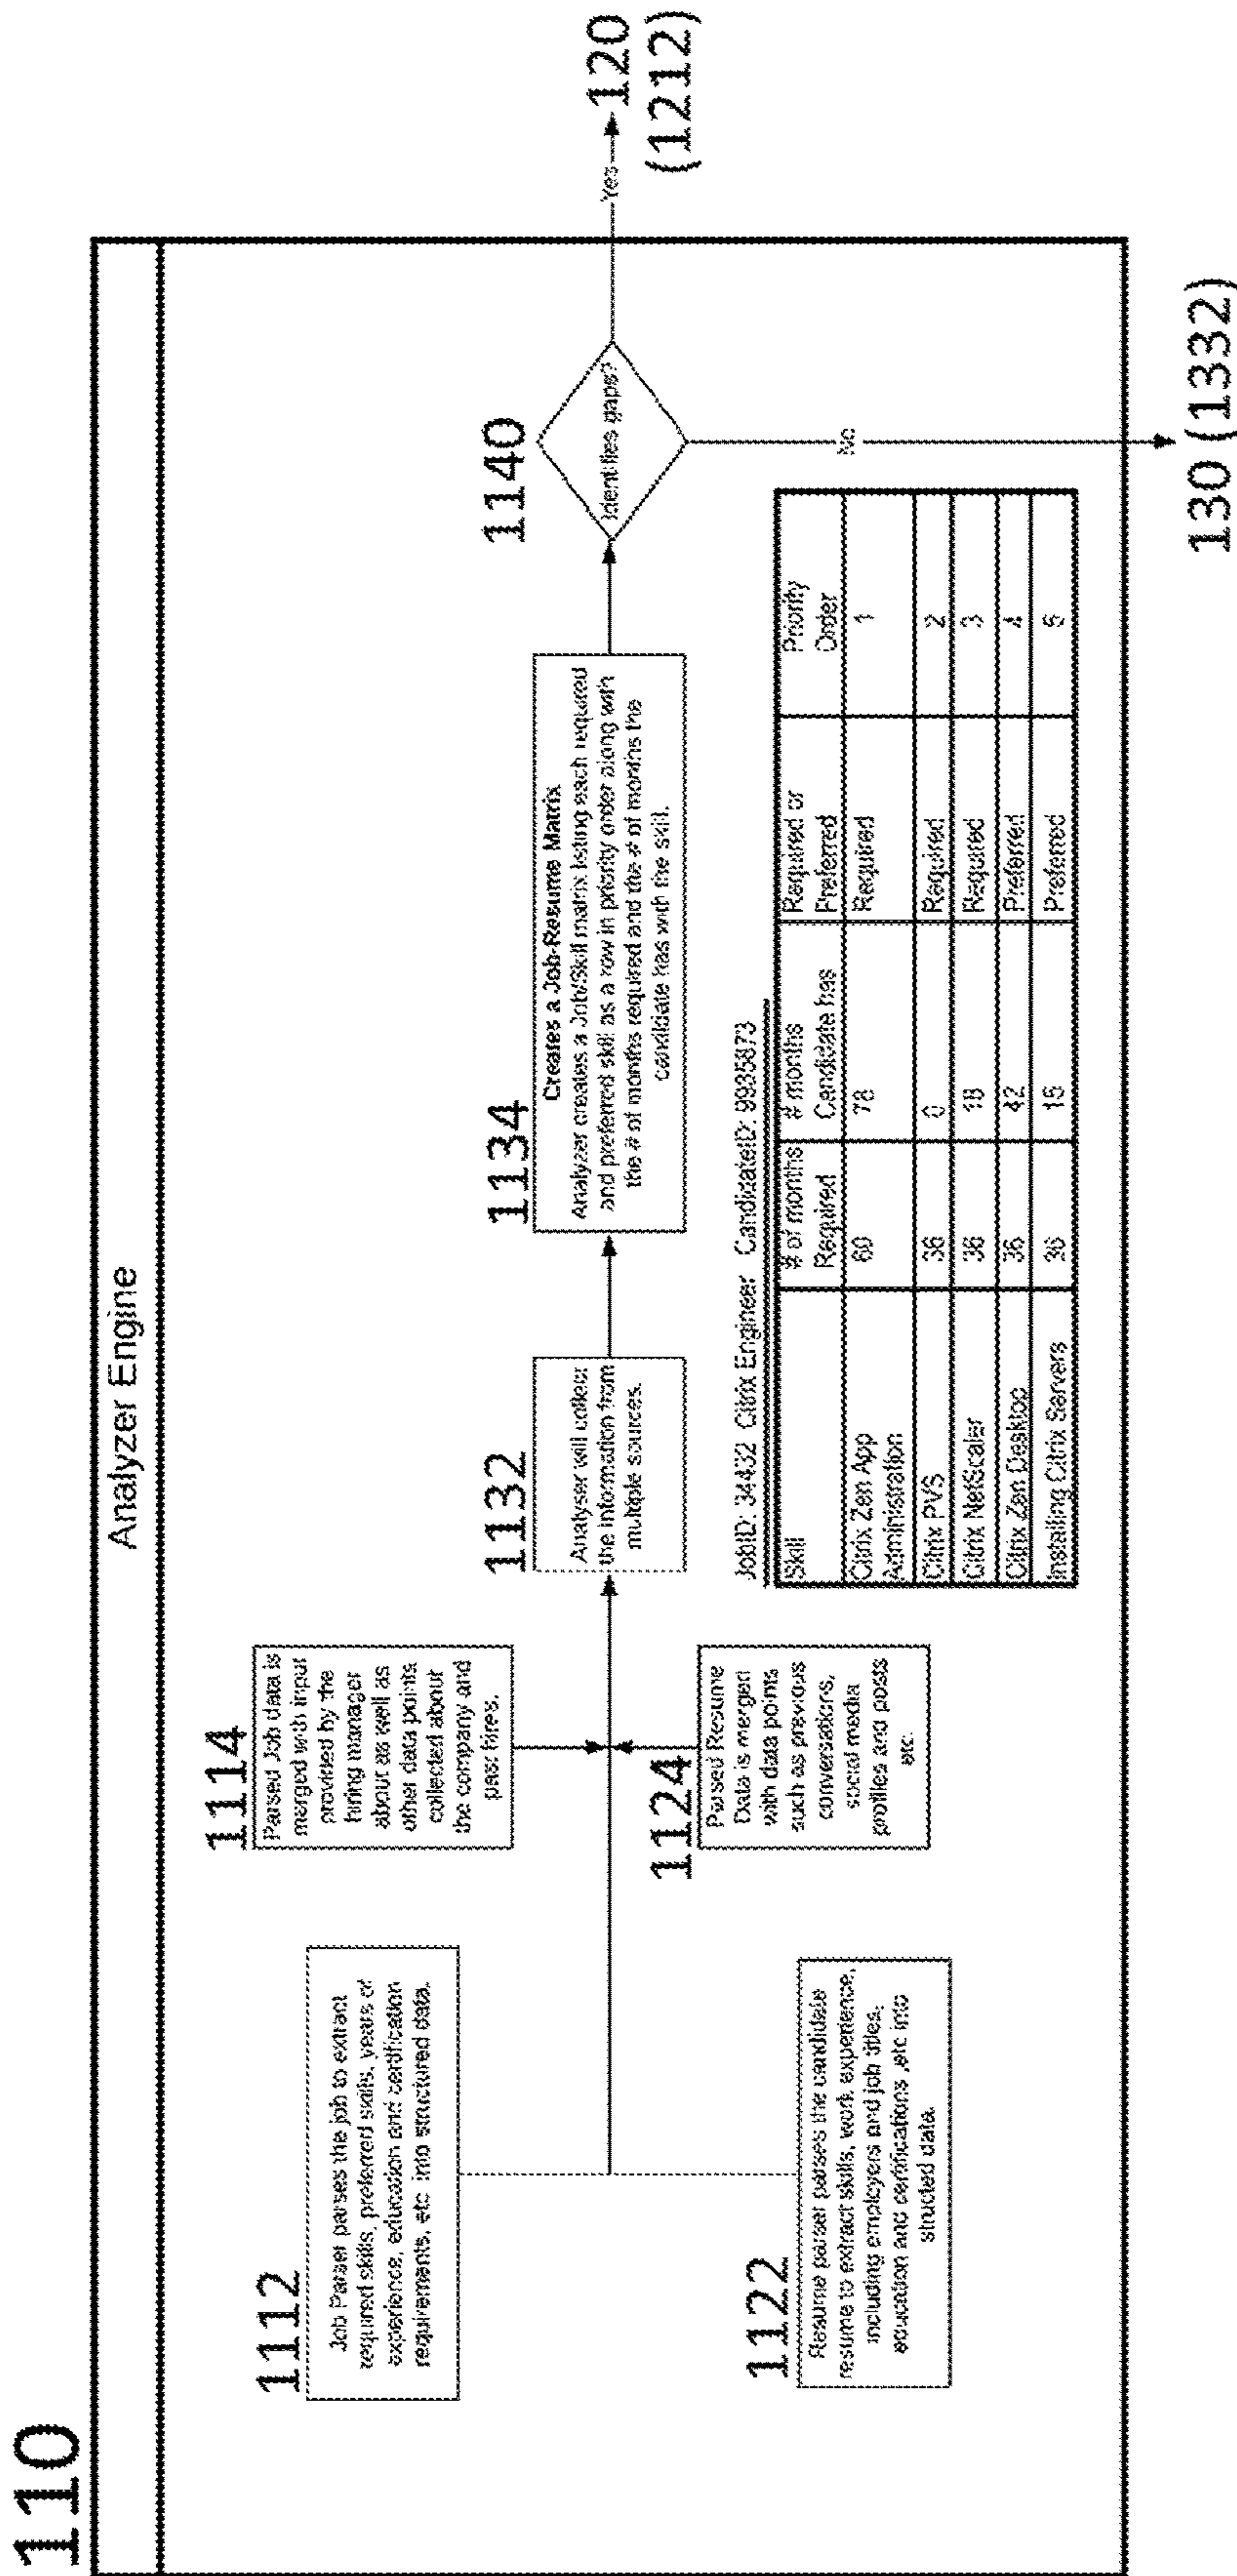 110
Analyzer Engine
1112
Job Parser parses the job to extract
required skills, preferred skills, years of
experience, education and certification
requirements, etc. into structured data.
1122
Resume parser parses the candidate
resume to extract skills, work experience,
including employers and job titles,
education and certifications ,etc into
structed data.
1114
Parsed Job data is
merged with input
provided by the
hiring manager
about as well as
other data points
collected about
the company and
past hires.
1124
Parsed Resume
Data is merged
with data points
such as previous
conversations,
social media
profiles and posts
etc.
1132
Analyser will collect
the information from
multiple sources.
1134
Creates a Job-Resume Matrix
Analyzer creates a Job/Skill matrix listing each required
and preferred skill as a row in priority order along with
the # of months required and the # of months the
candidate has with the skill.
1140
Identifies gaps?
Yes
120
(1212)
No
130 (1332)
JobID: 34432 Citrix Engineer CandidateID: 9935873
Skill # of months Required # months Candidate has Required or Preferred Priority Order
Citrix Zen App Administration 60 78 Required 1
Citrix PVS 36 0 Required 2
Citrix NetScaler 36 18 Required 3
Citrix Zen Desktop 36 42 Preferred 4
Installing Citrix Servers 36 Preferred 5